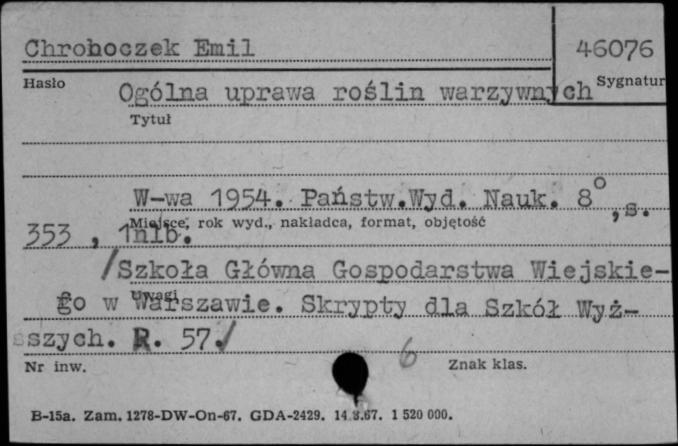 Chroboczek Emil 46076
Hasło Sygnatur
Ogólna uprawa roślin warzywnych
Tytuł
W-wa 1954. Państw.Wyd. Nauk. 8°, s.
Miejsce, rok wyd., nakładca, format, objętość
353 , 1nlb.
/Szkoła Główna Gospodarstwa Wiejskie-
Uwagi
go w Warszawie. Skrypty dla Szkół Wyż-
szych. R. 57./
Nr inw. 6 Znak klas.
B-15a. Zam. 1278-DW-On-67. GDA-2429. 14.3.67. 1 520 000.